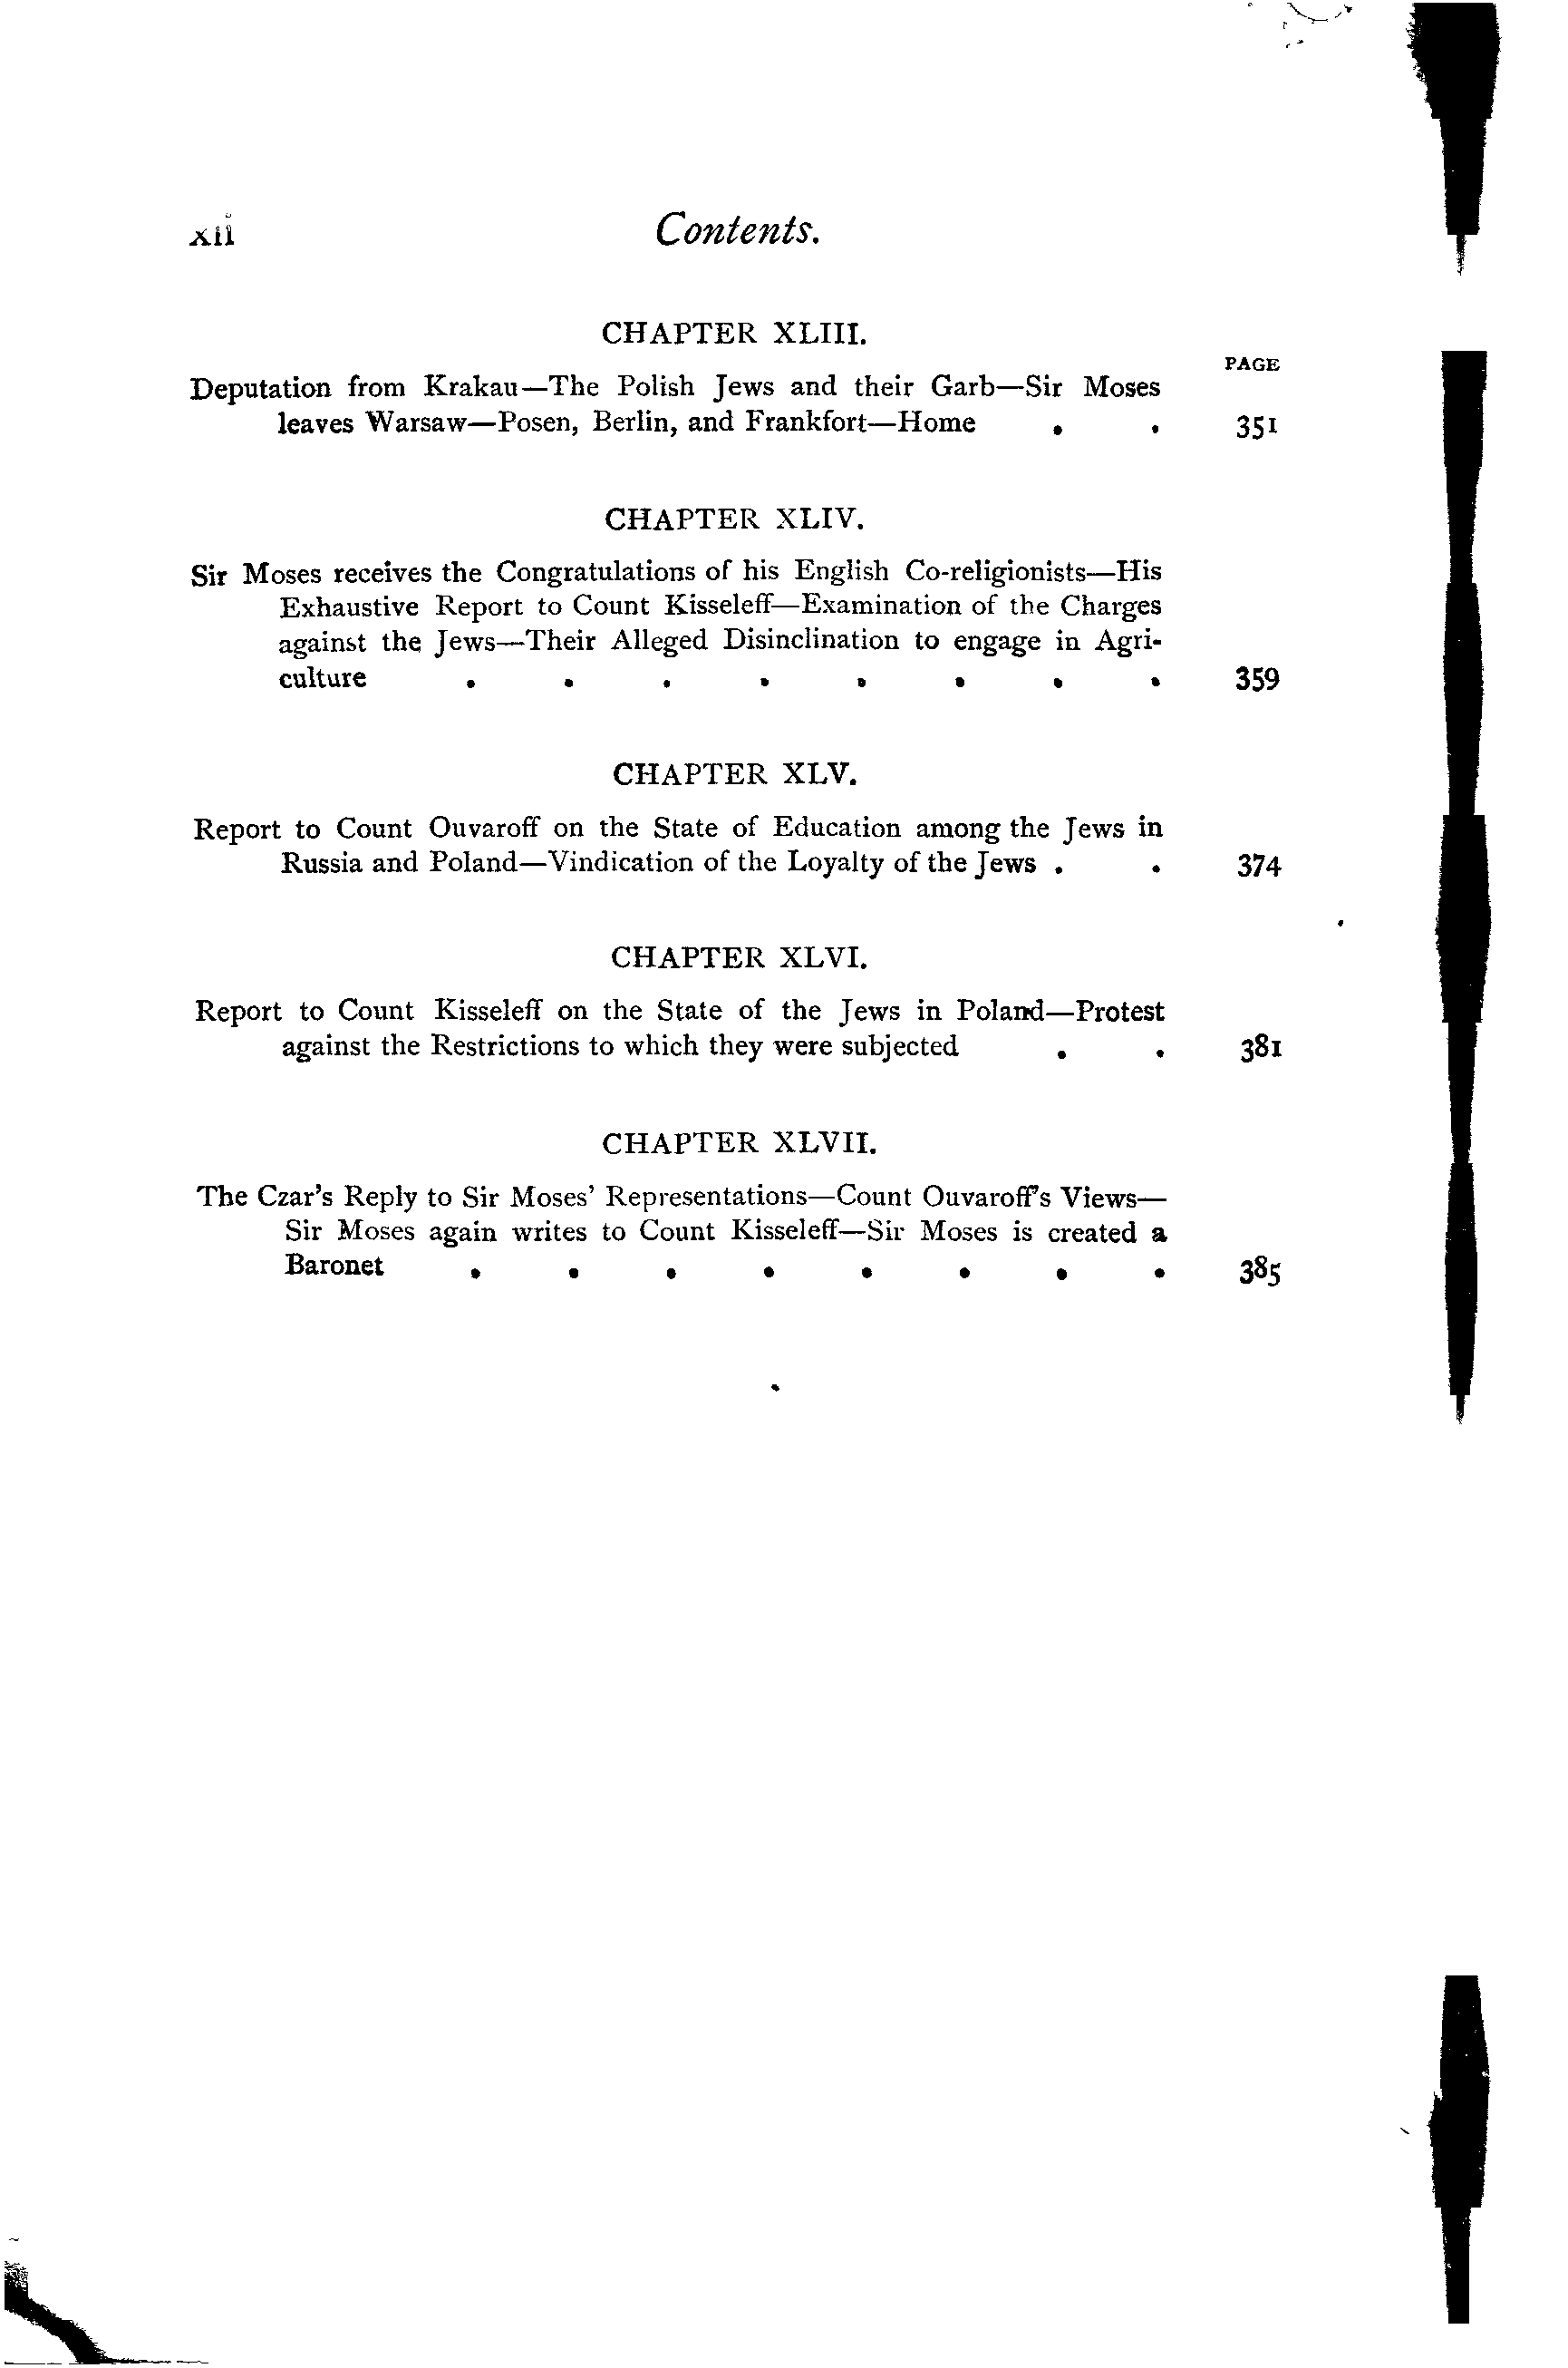 xii
Contents.
CHAPTER XLIII.
PAGE
Deputation from Krakau—The Polish Jews and their Garb—Sir Moses
leaves Warsaw—Posen, Berlin, and Frankfort—Home . . 351
CHAPTER XLIV.
Sir Moses receives the Congratulations of his English Co-religionists—His
Exhaustive Report to Count Kisseleff—Examination of the Charges
against the Jews—Their Alleged Disinclination to engage in Agri-
culture . . . . . . . . 359
CHAPTER XLV.
Report to Count Ouvaroff on the State of Education among the Jews in
Russia and Poland—Vindication of the Loyalty of the Jews . . 374
CHAPTER XLVI.
Report to Count Kisseleff on the State of the Jews in Poland—Protest
against the Restrictions to which they were subjected . . 381
CHAPTER XLVII.
The Czar's Reply to Sir Moses' Representations—Count Ouvaroff's Views—
Sir Moses again writes to Count Kisseleff—Sir Moses is created a
Baronet . . . . . . . . 385